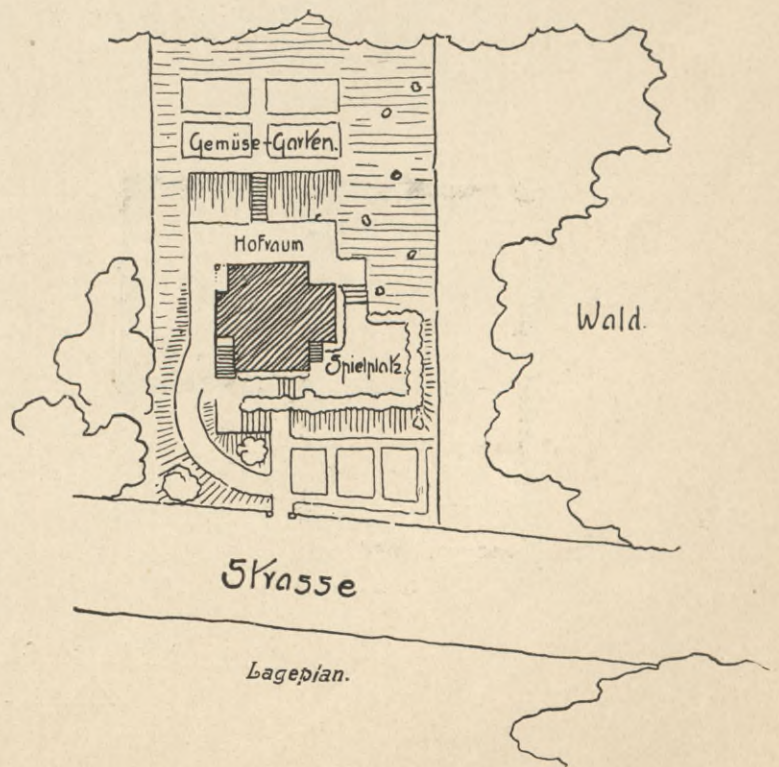 Gemüse-Garten.
Hofraum
Wald.
Spielplatz
Strasse
Lageplan.